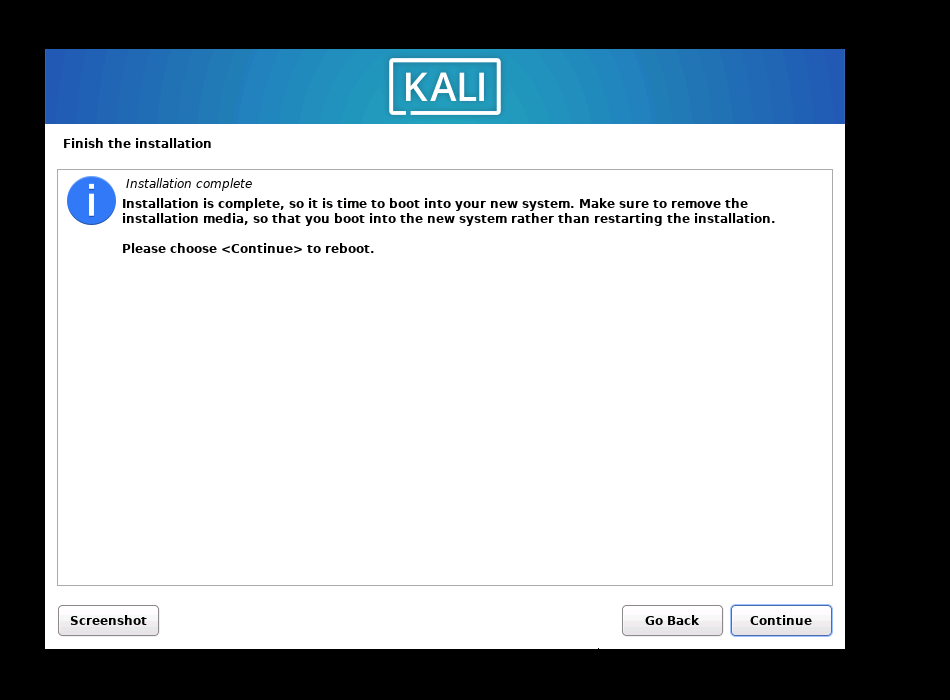 KALI
Finish the installation
Installation complete
Installation is complete, so it is time to boot into your new system. Make sure to remove the
installation media, so that you boot into the new system rather than restarting the installation.
Please choose <Continue> to reboot.
Screenshot
Go Back
Continue